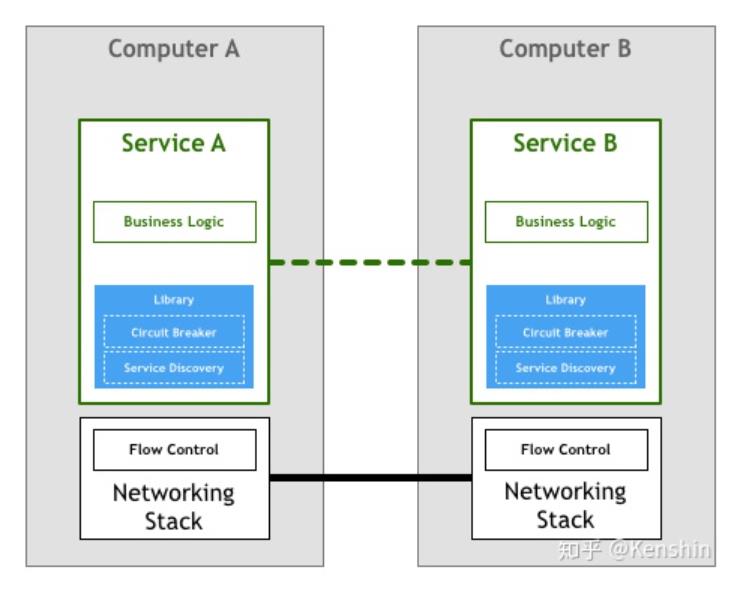 Computer A
Service A
Business Logic
Library
Circuit Breaker
Service Discovery
Flow Control
Networking
Stack
Computer B
Service B
Business Logic
Library
Circuit Breaker
Service Discovery
Flow Control
Networking
Stack
知乎 @Kenshin